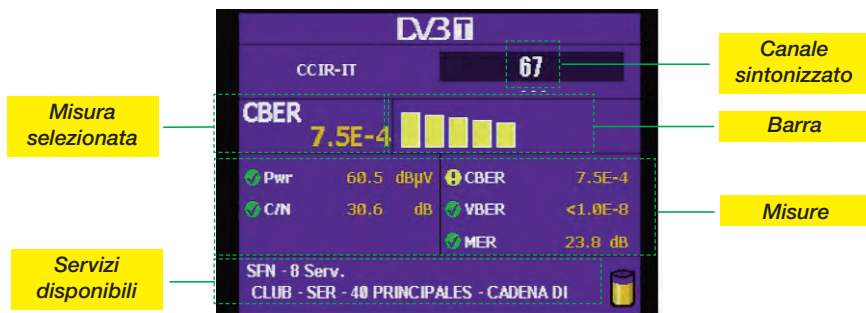 DVB T
CCIR-IT 67
Canale sintonizzato
Misura selezionata
CBER
7.5E-4
Barra
Pwr 60.5 dBµV
CBER 7.5E-4
C/N 30.6 dB
VBER <1.0E-8
MER 23.8 dB
Misure
Servizi disponibili
SFN - 8 Serv.
CLUB - SER - 40 PRINCIPALES - CADENA DI